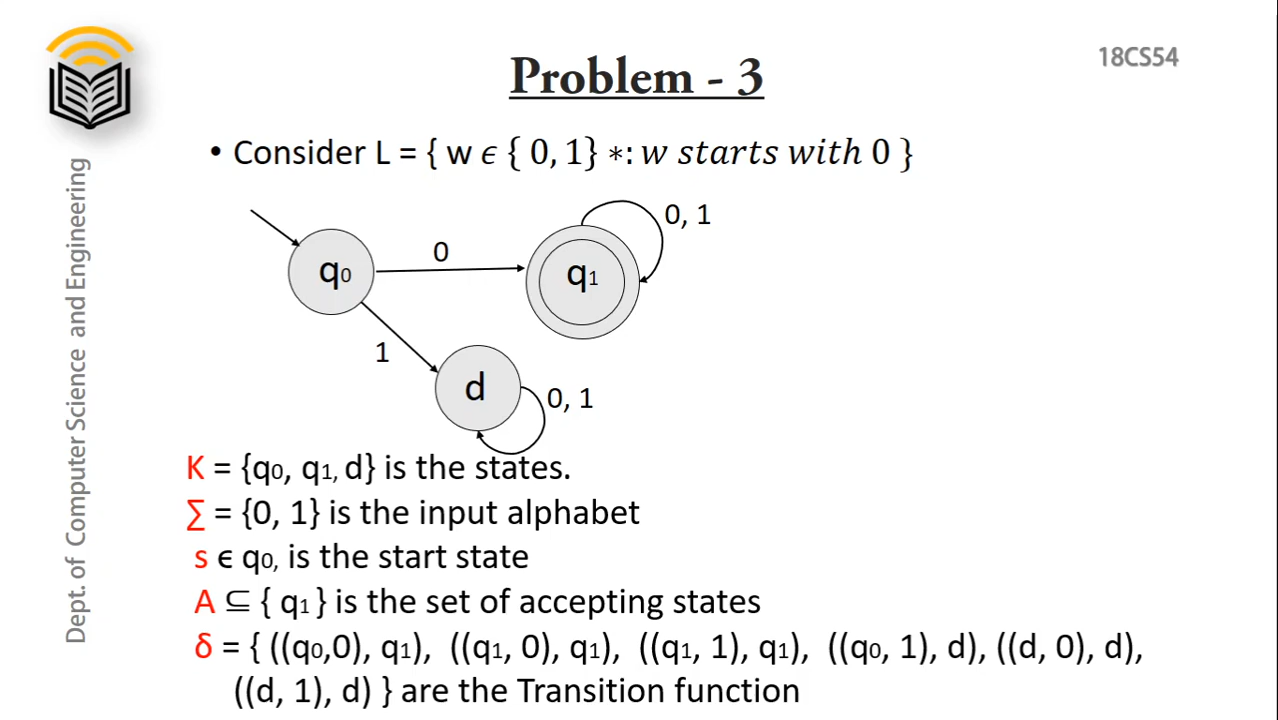 18CS54
Problem - 3
Dept. of Computer Science and Engineering
• Consider L = { w ϵ { 0, 1} ∗: w starts with 0 }
0, 1
0
q0
q1
1
d
0, 1
K = {q0, q1, d} is the states.
∑ = {0, 1} is the input alphabet
s ϵ q0, is the start state
A ⊆ { q1 } is the set of accepting states
δ = { ((q0,0), q1), ((q1, 0), q1), ((q1, 1), q1), ((q0, 1), d), ((d, 0), d),
((d, 1), d) } are the Transition function